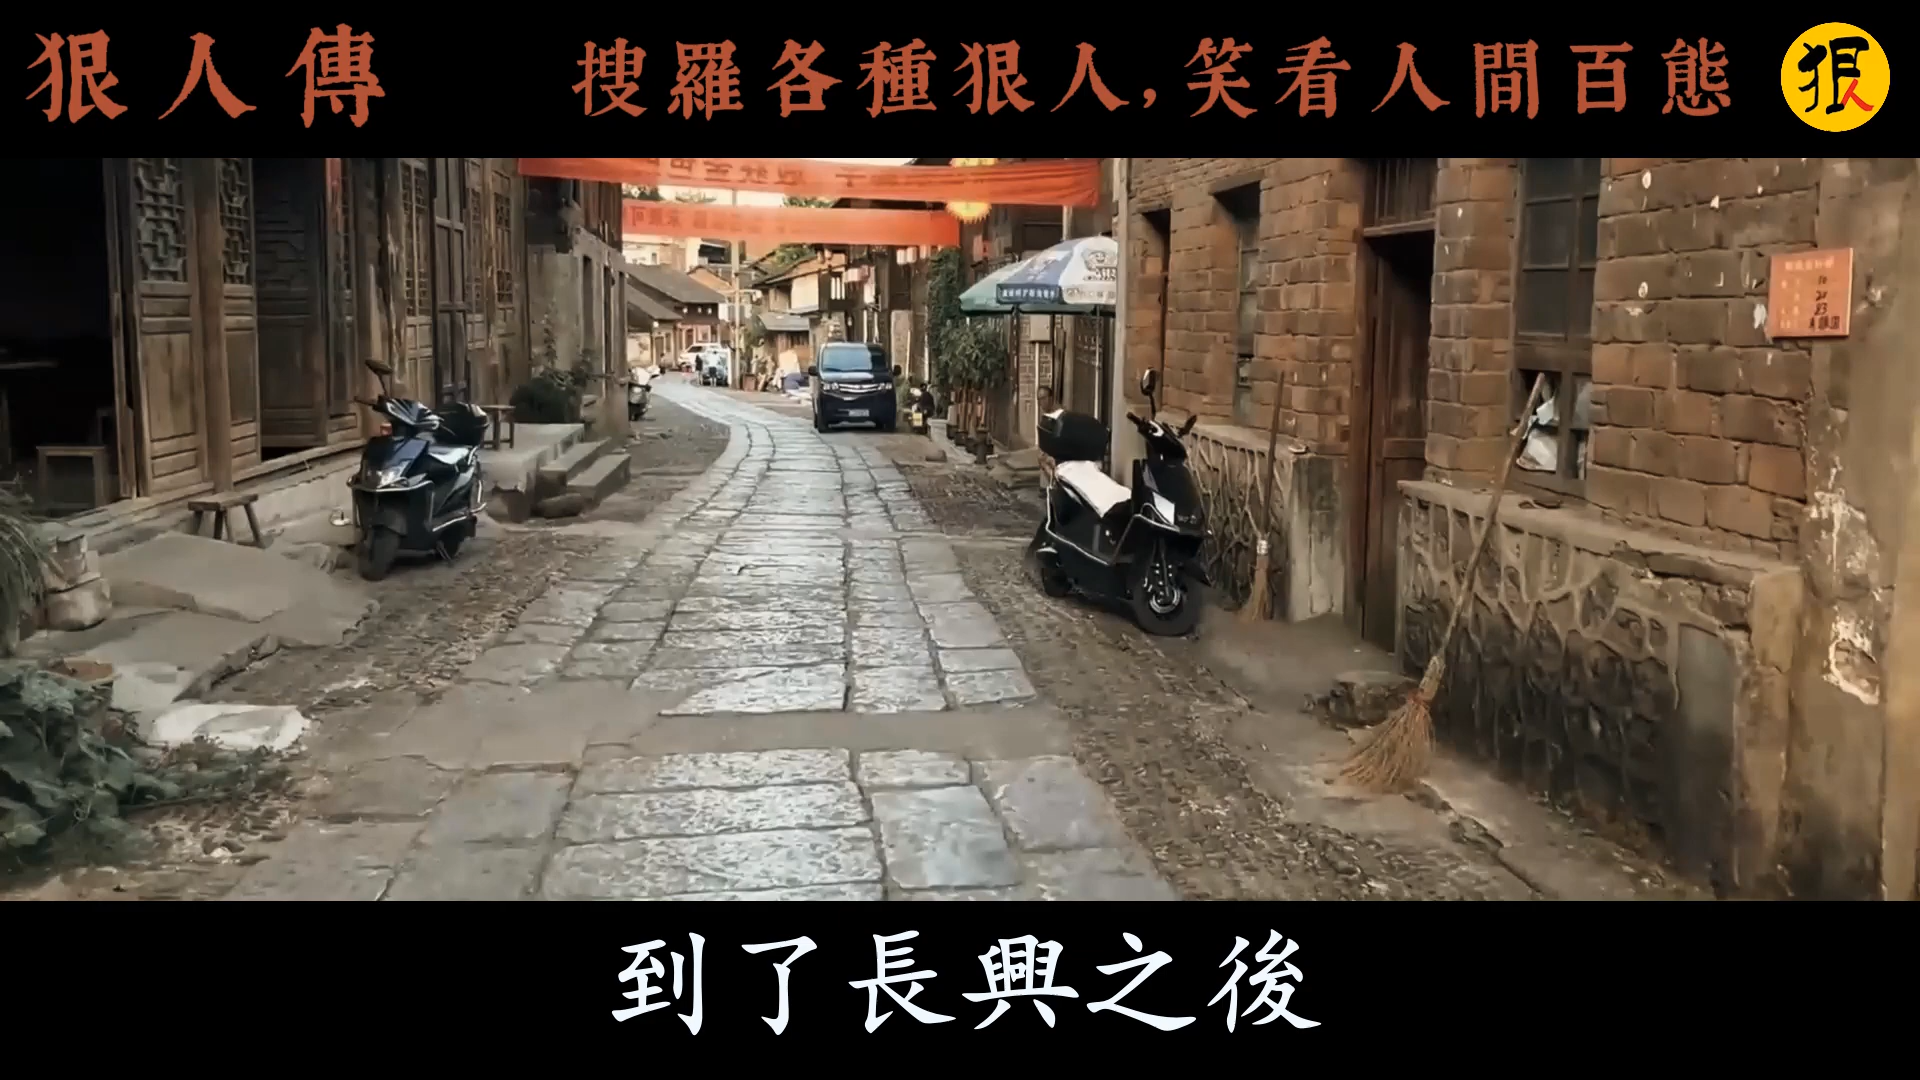 狠人傳
搜羅各種狠人,笑看人間百態
狠人
到了長興之後